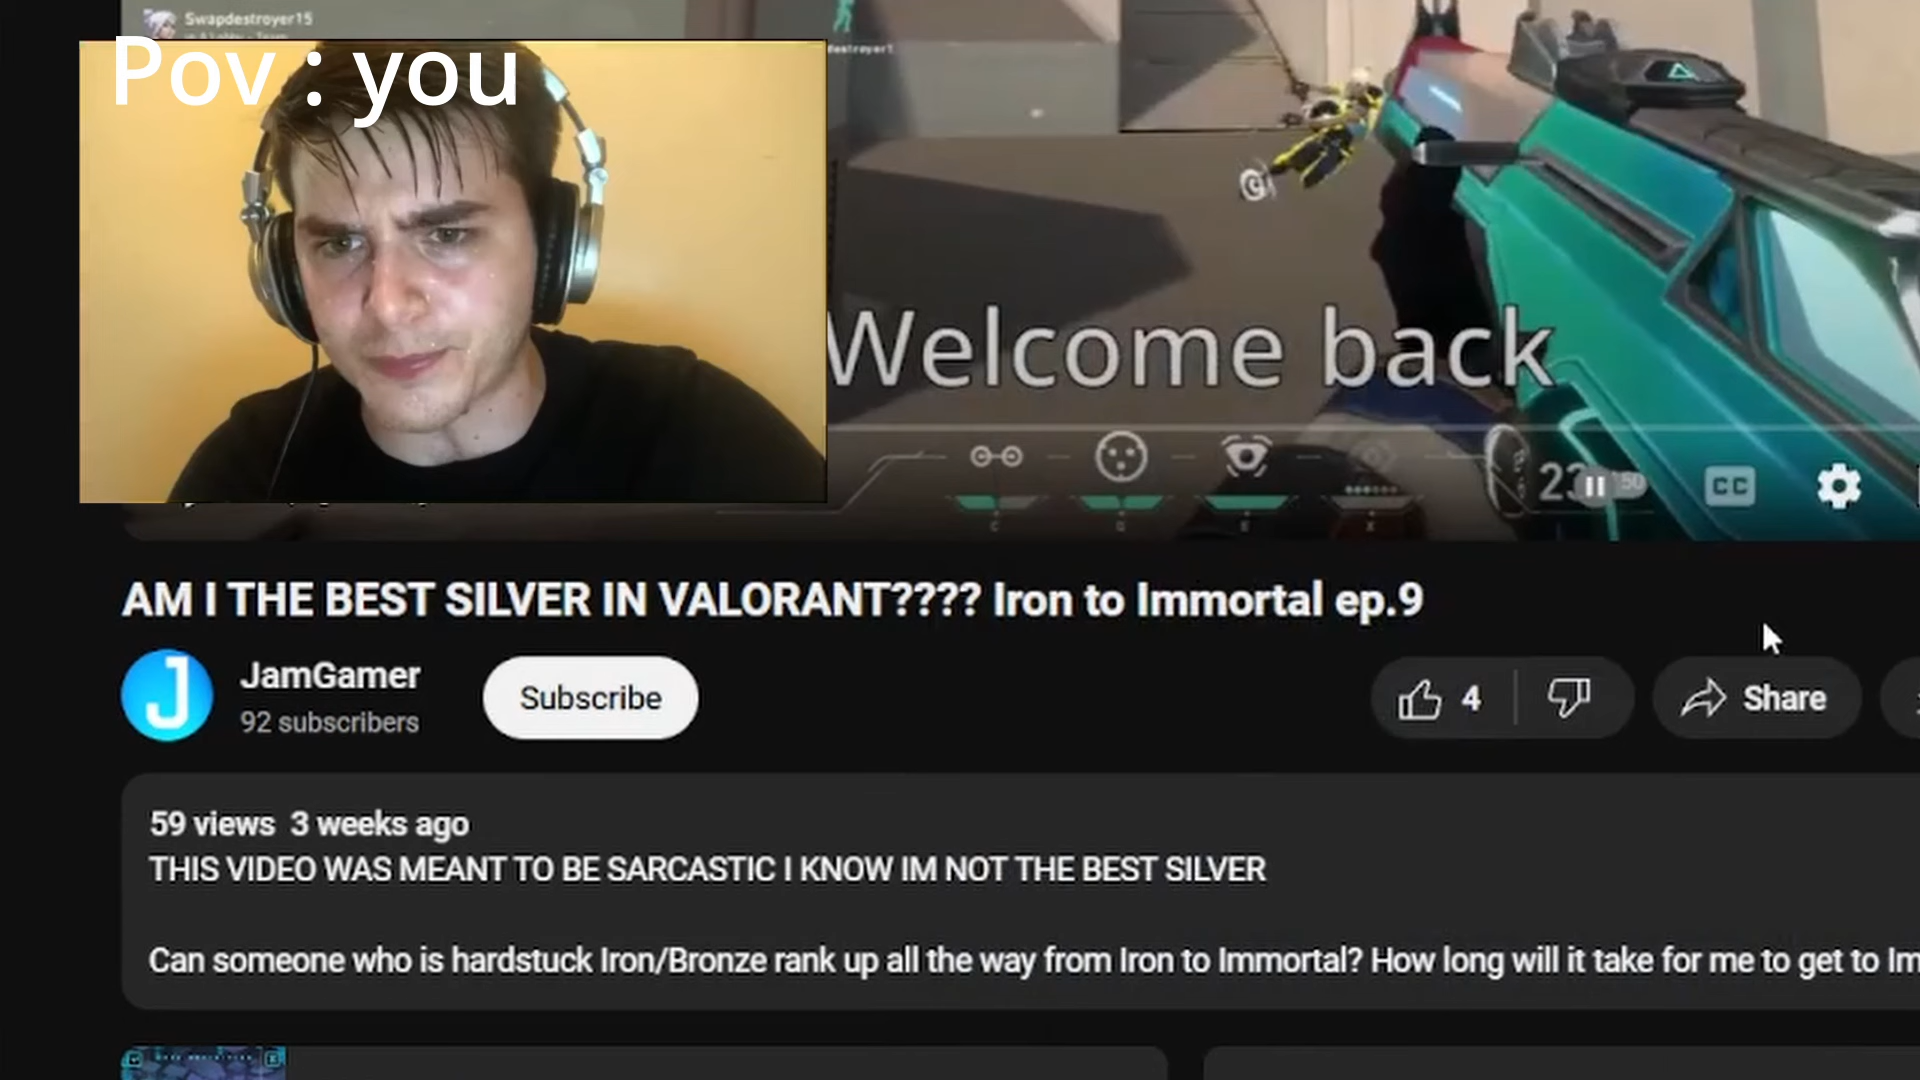 Swapdestroyer15
Pov : you
Welcome back
CC
AM I THE BEST SILVER IN VALORANT???? Iron to Immortal ep.9
JamGamer
92 subscribers
Subscribe
4
Share
59 views 3 weeks ago
THIS VIDEO WAS MEANT TO BE SARCASTIC I KNOW IM NOT THE BEST SILVER
Can someone who is hardstuck Iron/Bronze rank up all the way from Iron to Immortal? How long will it take for me to get to Im